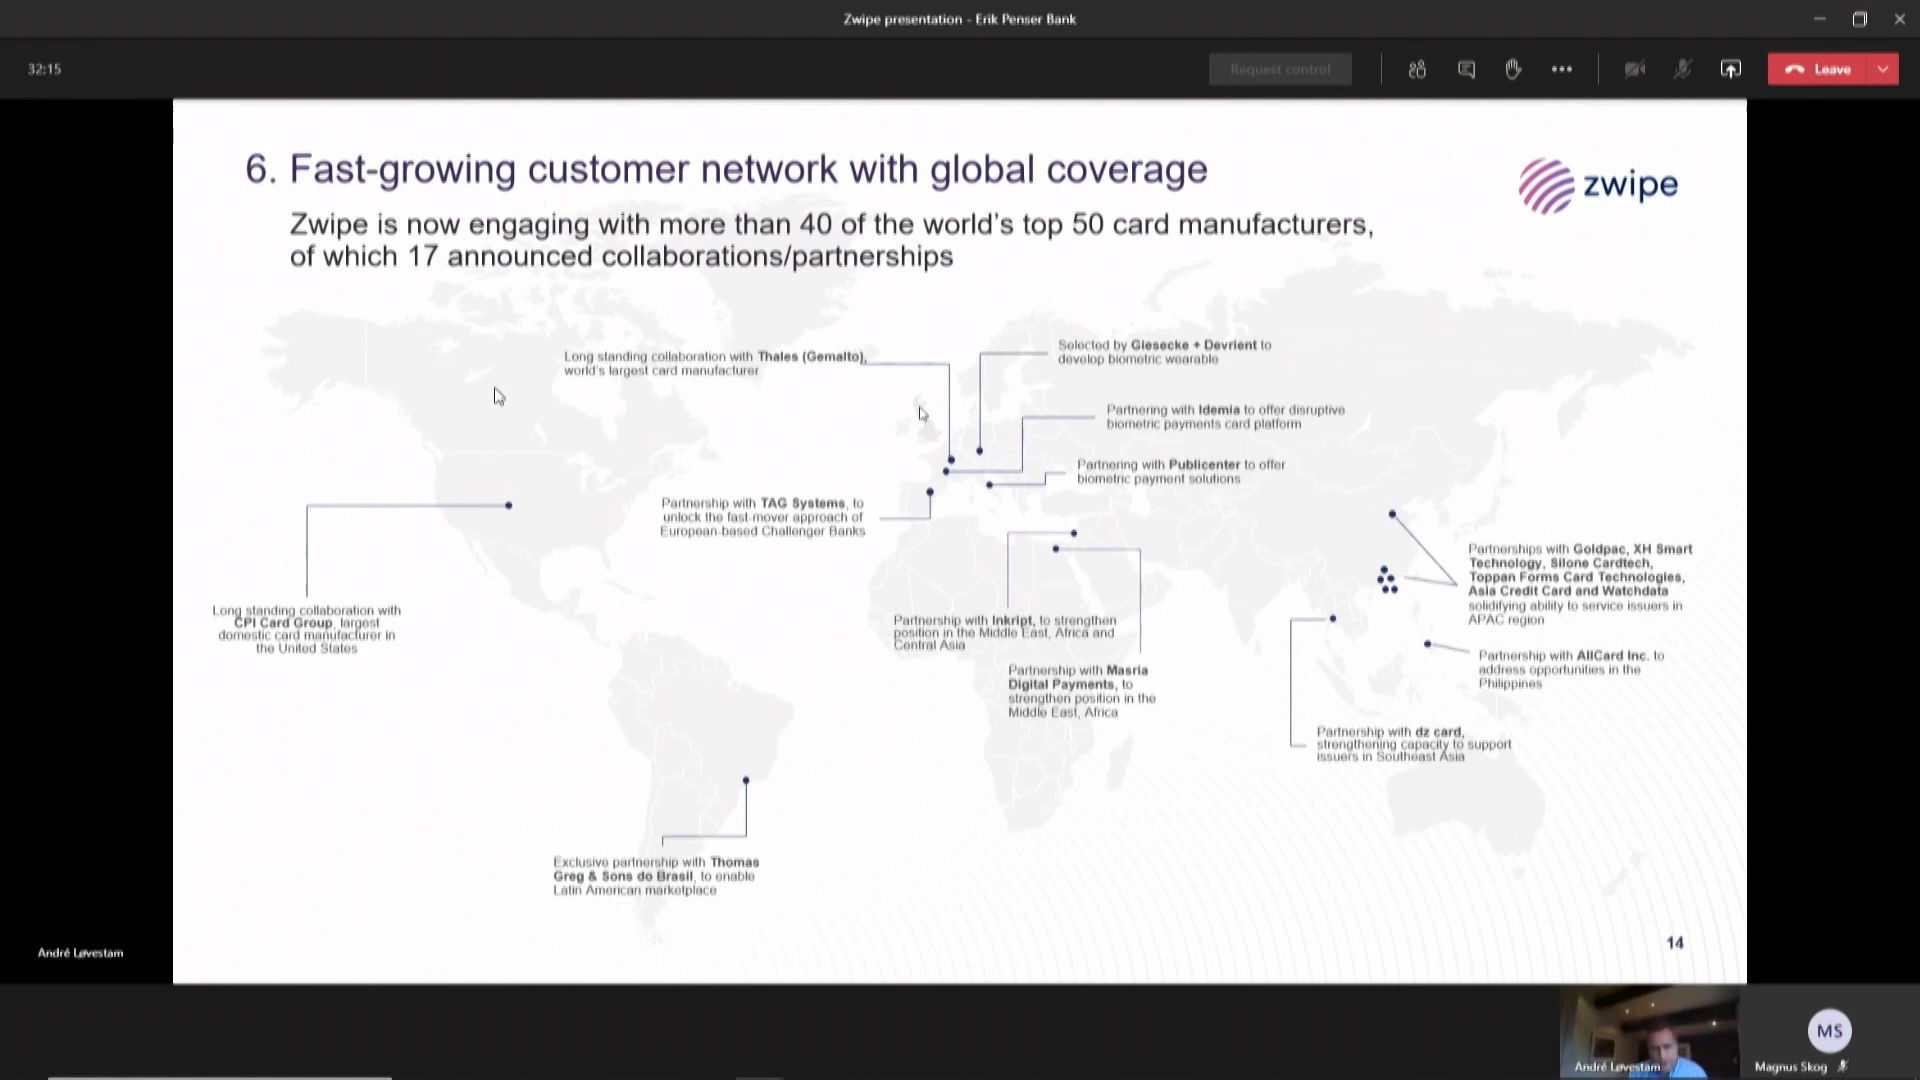 Zwipe presentation - Erik Penser Bank
32:15
Request control
Leave
6. Fast-growing customer network with global coverage
zwipe
Zwipe is now engaging with more than 40 of the world's top 50 card manufacturers,
of which 17 announced collaborations/partnerships
Long standing collaboration with Thales (Gemalto),
world's largest card manufacturer
Selected by Giesecke + Devrient to
develop biometric wearable
Partnering with Idemia to offer disruptive
biometric payments card platform
Partnering with Publicenter to offer
biometric payment solutions
Partnership with TAG Systems, to
unlock the fast-mover approach of
European-based Challenger Banks
Partnerships with Goldpac, XH Smart
Technology, Silone Cardtech,
Toppan Forms Card Technologies,
Asia Credit Card and Watchdata
solidifying ability to service issuers in
APAC region
Long standing collaboration with
CPI Card Group, largest
domestic card manufacturer in
the United States
Partnership with Inkript, to strengthen
position in the Middle East, Africa and
Central Asia
Partnership with Masria
Digital Payments, to
strengthen position in the
Middle East, Africa
Partnership with AllCard Inc. to
address opportunities in the
Philippines
Partnership with dz card,
strengthening capacity to support
issuers in Southeast Asia
Exclusive partnership with Thomas
Greg & Sons do Brasil, to enable
Latin American marketplace
14
André Løvestam
MS
André Løvestam
Magnus Skog